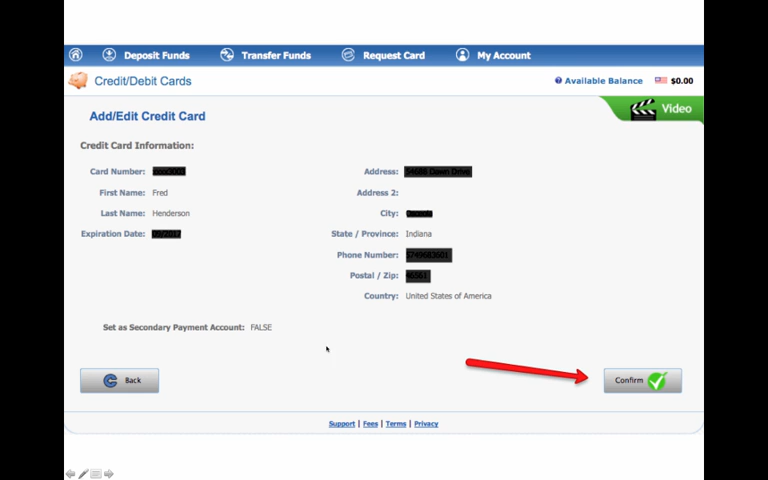 Deposit Funds Transfer Funds Request Card My Account
Credit/Debit Cards Available Balance $0.00
Video
Add/Edit Credit Card
Credit Card Information:
Card Number:
First Name: Fred
Last Name: Henderson
Expiration Date:
Address:
Address 2:
City:
State / Province: Indiana
Phone Number:
Postal / Zip:
Country: United States of America
Set as Secondary Payment Account: FALSE
Back
Confirm
Support | Fees | Terms | Privacy